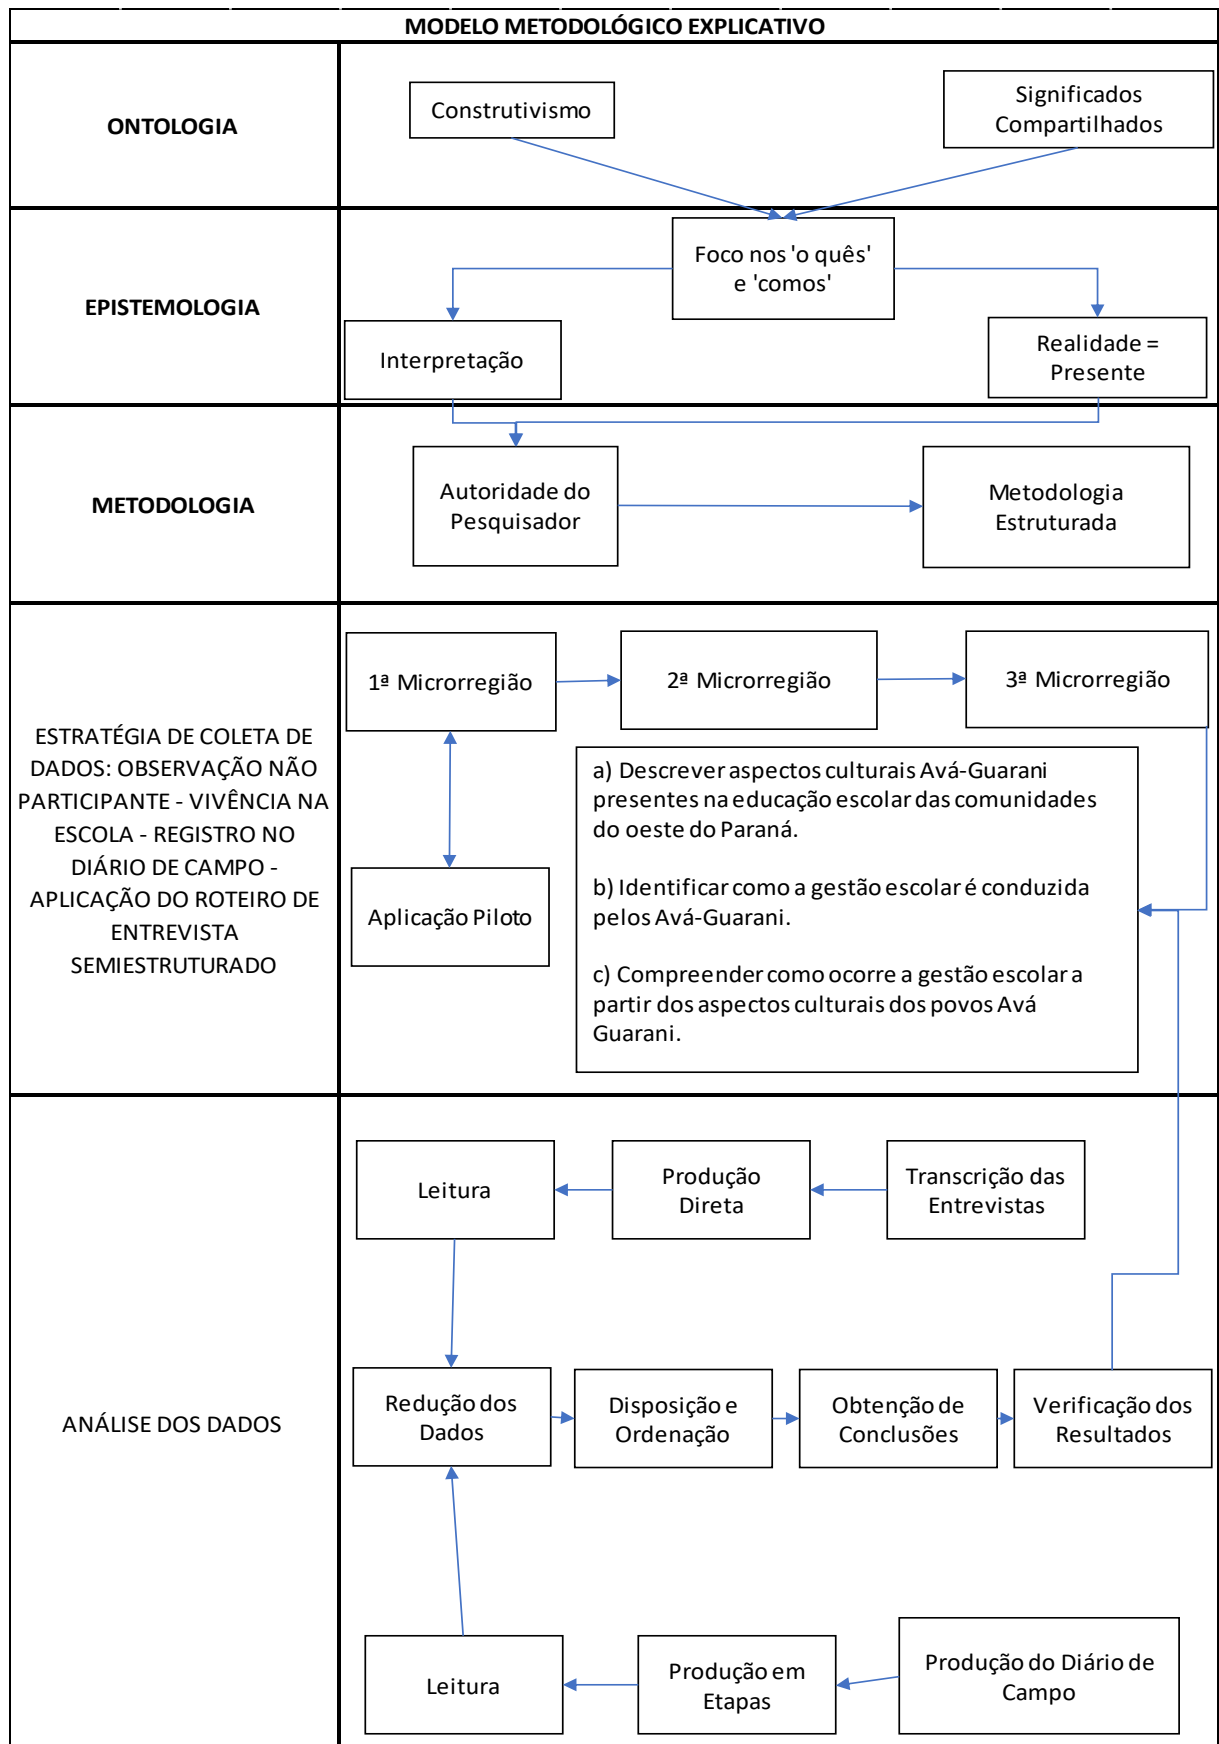 MODELO METODOLÓGICO EXPLICATIVO
ONTOLOGIA
Construtivismo
Significados
Compartilhados
EPISTEMOLOGIA
Foco nos 'o quês'
e 'comos'
Interpretação
Realidade =
Presente
METODOLOGIA
Autoridade do
Pesquisador
Metodologia
Estruturada
ESTRATÉGIA DE COLETA DE
DADOS: OBSERVAÇÃO NÃO
PARTICIPANTE - VIVÊNCIA NA
ESCOLA - REGISTRO NO
DIÁRIO DE CAMPO -
APLICAÇÃO DO ROTEIRO DE
ENTREVISTA
SEMIESTRUTURADO
1ª Microrregião
2ª Microrregião
3ª Microrregião
Aplicação Piloto
a) Descrever aspectos culturais Avá-Guarani
presentes na educação escolar das comunidades
do oeste do Paraná.
b) Identificar como a gestão escolar é conduzida
pelos Avá-Guarani.
c) Compreender como ocorre a gestão escolar a
partir dos aspectos culturais dos povos Avá
Guarani.
ANÁLISE DOS DADOS
Leitura
Produção
Direta
Transcrição das
Entrevistas
Redução dos
Dados
Disposição e
Ordenação
Obtenção de
Conclusões
Verificação dos
Resultados
Leitura
Produção em
Etapas
Produção do Diário de
Campo